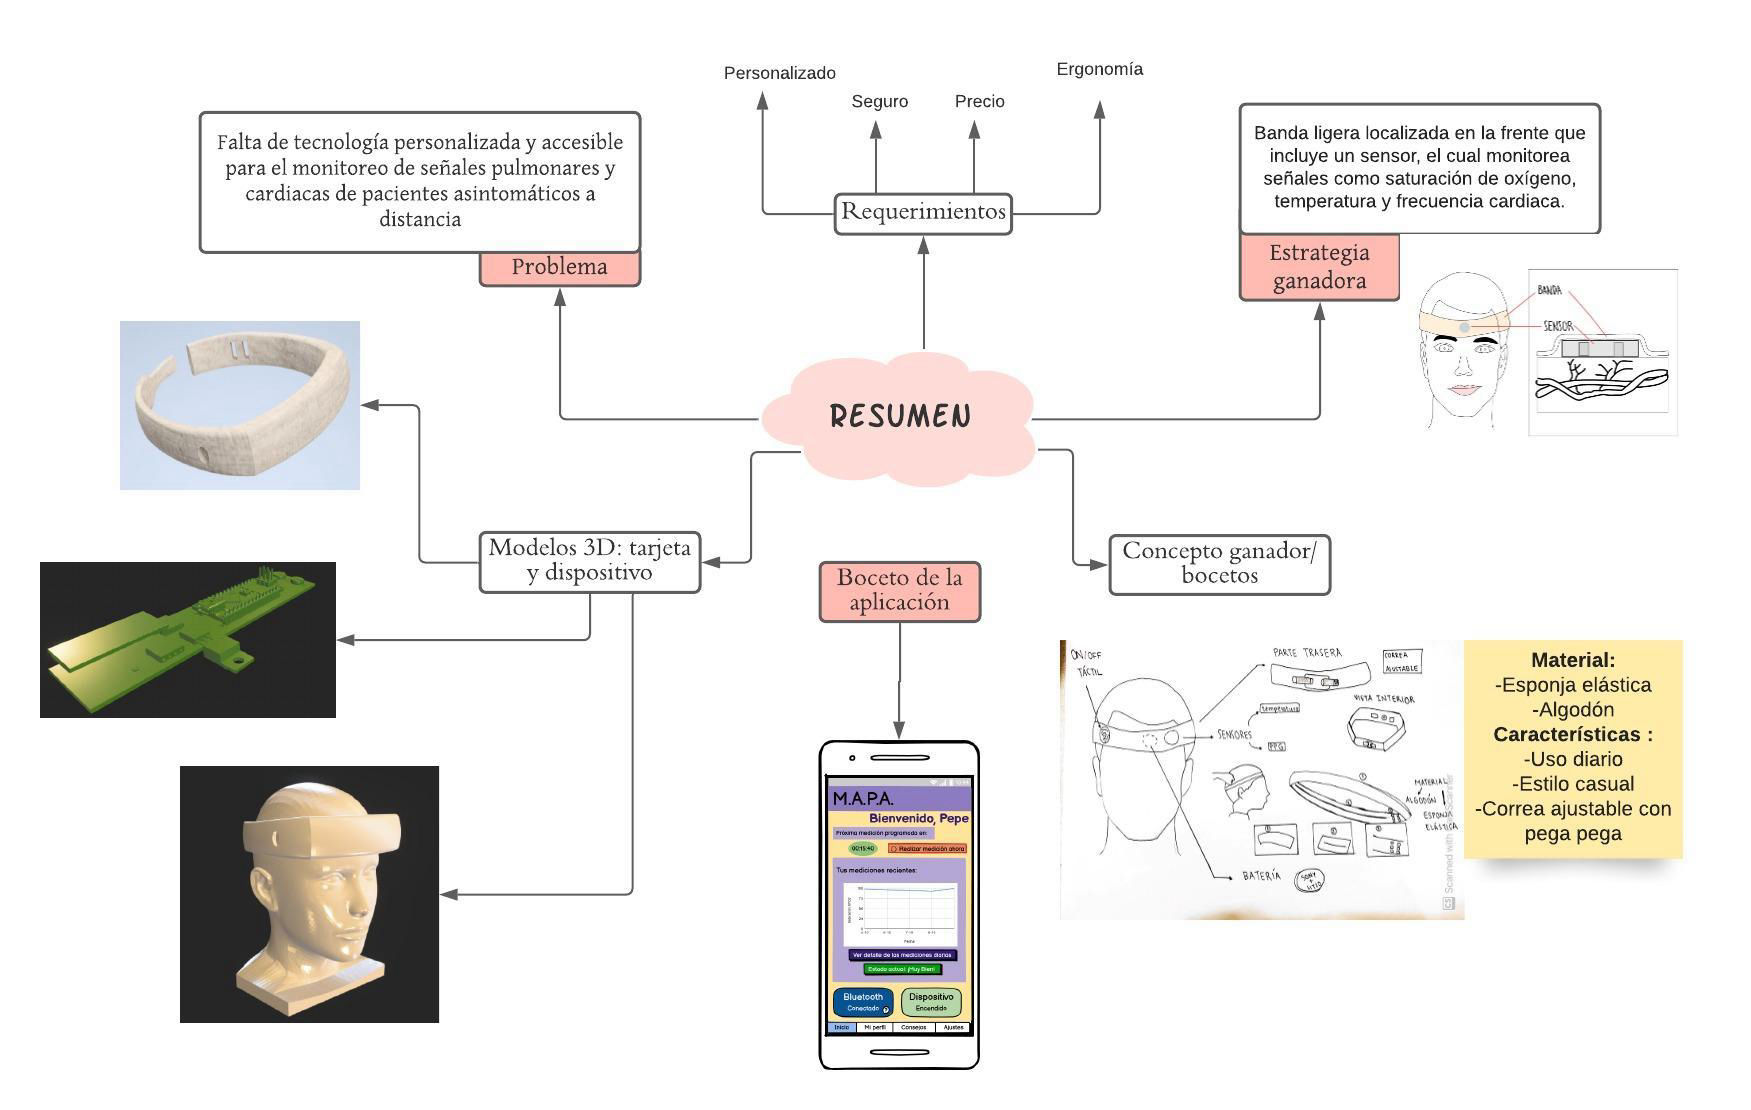 Personalizado
Seguro
Precio
Ergonomía
Requerimientos
Falta de tecnología personalizada y accesible
para el monitoreo de señales pulmonares y
cardiacas de pacientes asintomáticos a
distancia
Problema
Banda ligera localizada en la frente que
incluye un sensor, el cual monitorea
señales como saturación de oxígeno,
temperatura y frecuencia cardiaca.
Estrategia
ganadora
BANDA
SENSOR
RESUMEN
Modelos 3D: tarjeta
y dispositivo
Boceto de la
aplicación
Concepto ganador/
bocetos
M.A.P.A.
Bienvenido, Pepe
Próxima medición programada en:
00:15:40
Realizar medición ahora
Tus mediciones recientes:
Fecha
Ver detalle de las mediciones diarias
Estado actual: ¡Muy Bien!
Bluetooth
Conectado
Dispositivo
Encendido
Inicio
Mi perfil
Consejos
Ajustes
ON/OFF
TÁCTIL
PARTE TRASERA
CORREA
AJUSTABLE
VISTA INTERIOR
temperatura
SENSORES
PPG
MATERIAL
ALGODÓN
ESPONJA
ELÁSTICA
BATERÍA
CS Scanned with
Material:
-Esponja elástica
-Algodón
Características :
-Uso diario
-Estilo casual
-Correa ajustable con
pega pega